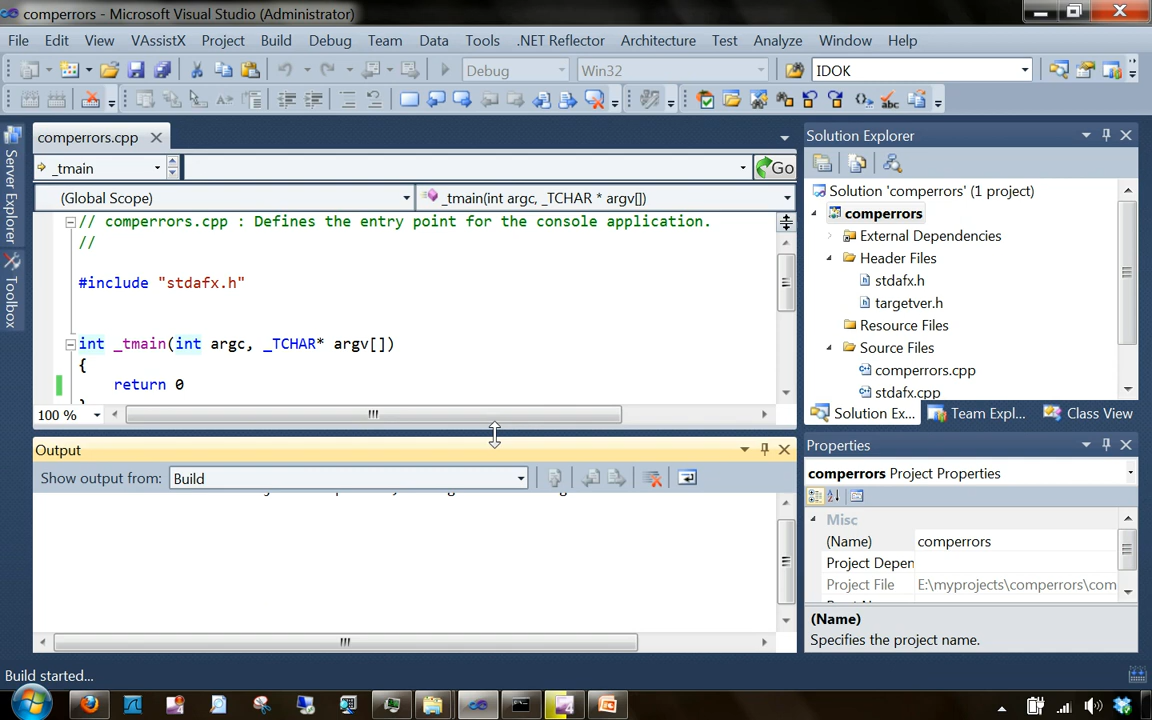 comperrors - Microsoft Visual Studio (Administrator)
File Edit View VAssistX Project Build Debug Team Data Tools .NET Reflector Architecture Test Analyze Window Help
Debug Win32 IDOK
Server Explorer
Toolbox
comperrors.cpp
_tmain
Go
(Global Scope) _tmain(int argc, _TCHAR * argv[])
// comperrors.cpp : Defines the entry point for the console application.
//
#include "stdafx.h"
int _tmain(int argc, _TCHAR* argv[])
{
return 0
100 %
Output
Show output from: Build
Solution Explorer
Solution 'comperrors' (1 project)
comperrors
External Dependencies
Header Files
stdafx.h
targetver.h
Resource Files
Source Files
comperrors.cpp
stdafx.cpp
Solution Ex... Team Expl... Class View
Properties
comperrors Project Properties
Misc
(Name) comperrors
Project Depen
Project File E:\myprojects\comperrors\com
(Name)
Specifies the project name.
Build started...